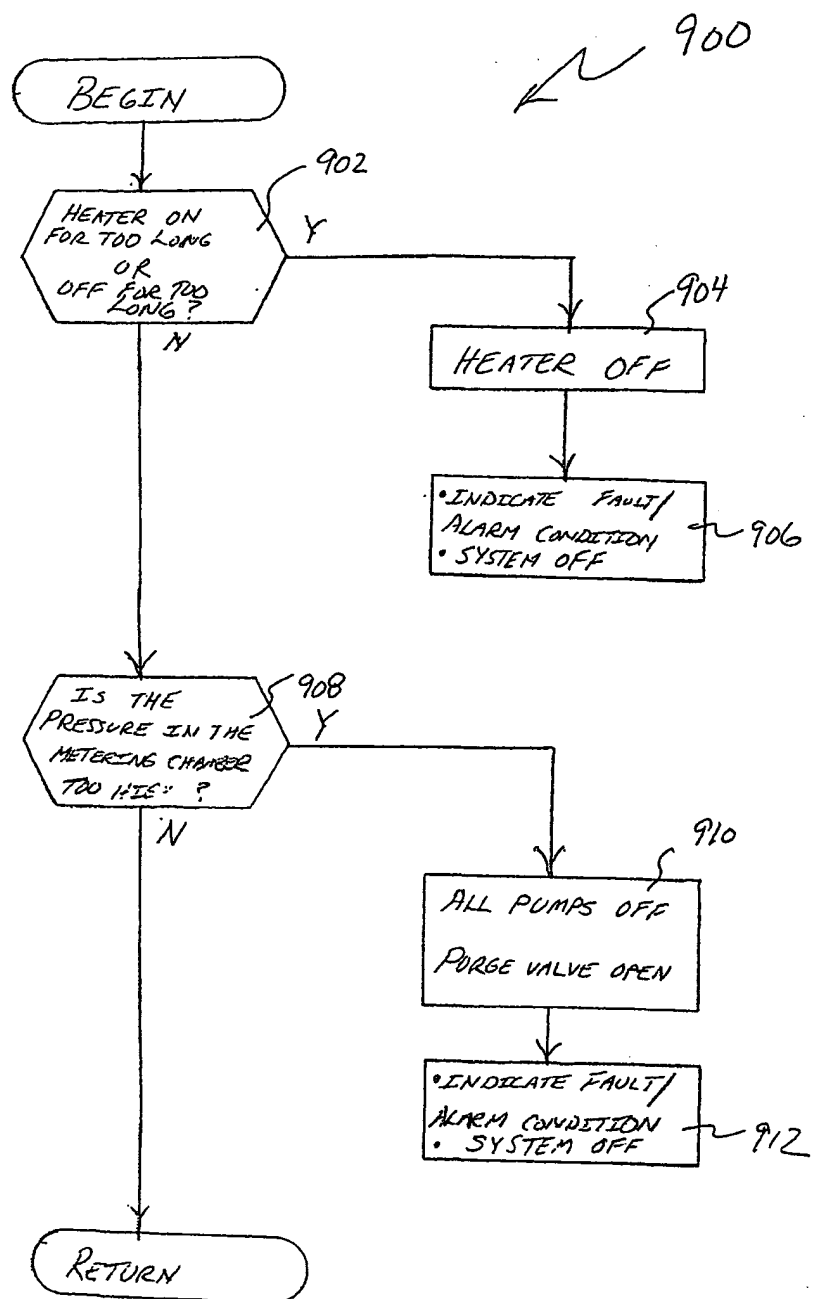 900
BEGIN
902
HEATER ON
FOR TOO LONG
OR
OFF FOR TOO
LONG?
Y
N
904
HEATER OFF
•INDICATE FAULT/
ALARM CONDITION
• SYSTEM OFF
906
IS THE
PRESSURE IN THE
METERING CHAMBER
TOO ?
908
Y
N
910
ALL PUMPS OFF
PURGE VALVE OPEN
•INDICATE FAULT/
ALARM CONDITION
• SYSTEM OFF
912
RETURN